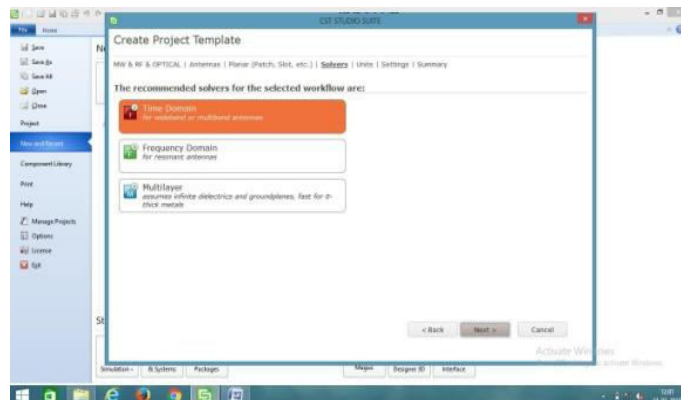 CST STUDIO SUITE
File
Home
Create Project Template
MW & RF & OPTICAL | Antennas | Planar (Patch, Slot, etc.) | Solvers | Units | Settings | Summary
The recommended solvers for the selected workflow are:
Time Domain
for wideband or multiband antennas
Frequency Domain
for resonant antennas
Multilayer
assumes infinite dielectrics and groundplanes, fast for 0-
thick metals
< Back
Next >
Cancel
Save
Save As
Save All
Open
Close
Project
New and Recent
Component Library
Print
Help
Manage Projects
Options
License
Exit
Simulation
& Systems
Packages
Designer 3D
Interface
Activate Windows